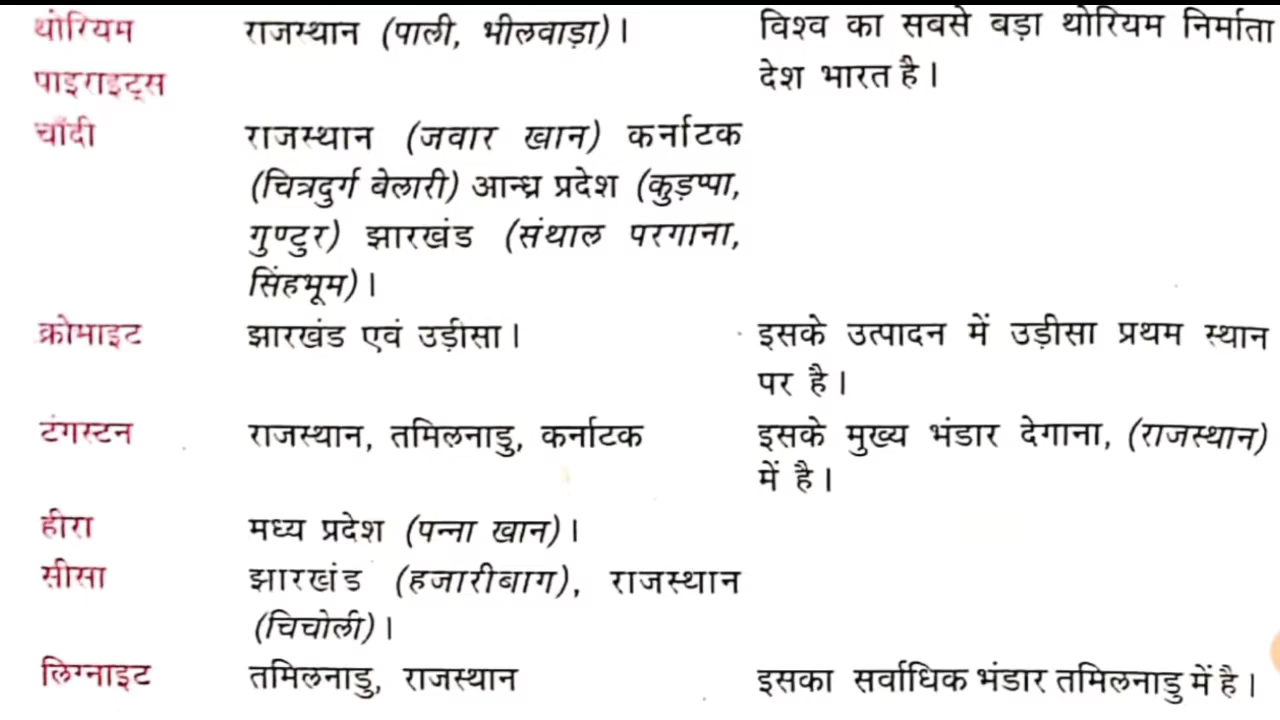 थोरियम राजस्थान (पाली, भीलवाड़ा)। विश्व का सबसे बड़ा थोरियम निर्माता
पाइराइट्स देश भारत है।
चाँदी राजस्थान (जवार खान) कर्नाटक
(चित्रदुर्ग बेलारी) आन्ध्र प्रदेश (कुड़प्पा,
गुण्टुर) झारखंड (संथाल परगाना,
सिंहभूम)।
क्रोमाइट झारखंड एवं उड़ीसा। इसके उत्पादन में उड़ीसा प्रथम स्थान
पर है।
टंगस्टन राजस्थान, तमिलनाडु, कर्नाटक इसके मुख्य भंडार देगाना, (राजस्थान)
में है।
हीरा मध्य प्रदेश (पन्ना खान)।
सीसा झारखंड (हजारीबाग), राजस्थान
(चिचोली)।
लिग्नाइट तमिलनाडु, राजस्थान इसका सर्वाधिक भंडार तमिलनाडु में है।